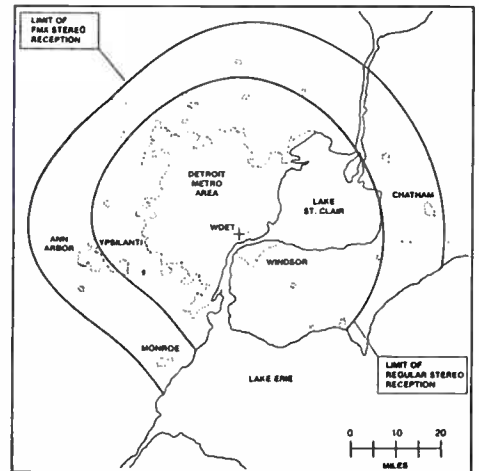 LIMIT OF
FMX STEREO
RECEPTION
DETROIT
METRO
AREA
LAKE
ST. CLAIR
CHATHAM
WDET
ANN
ARBOR
YPSILANTI
WINDSOR
MONROE
LAKE ERIE
LIMIT OF
REGULAR STEREO
RECEPTION
0 10 20
MILES